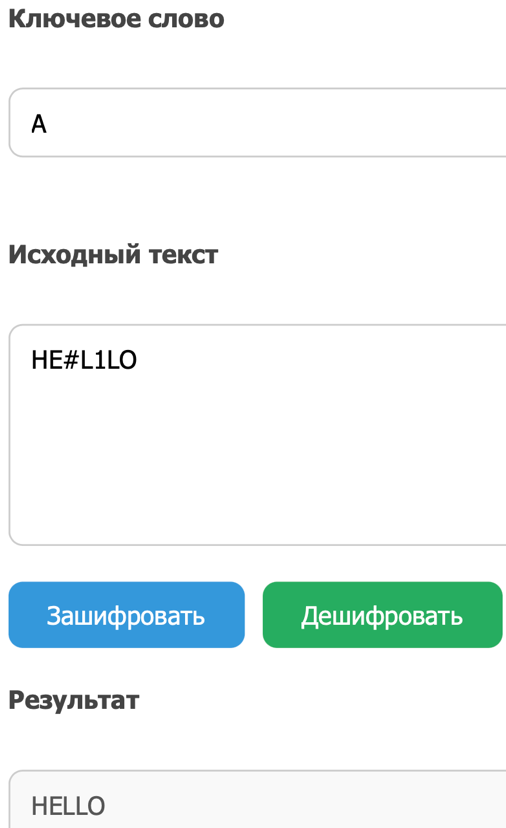 Ключевое слово
A
Исходный текст
HE#L1LO
Зашифровать Дешифровать
Результат
HELLO